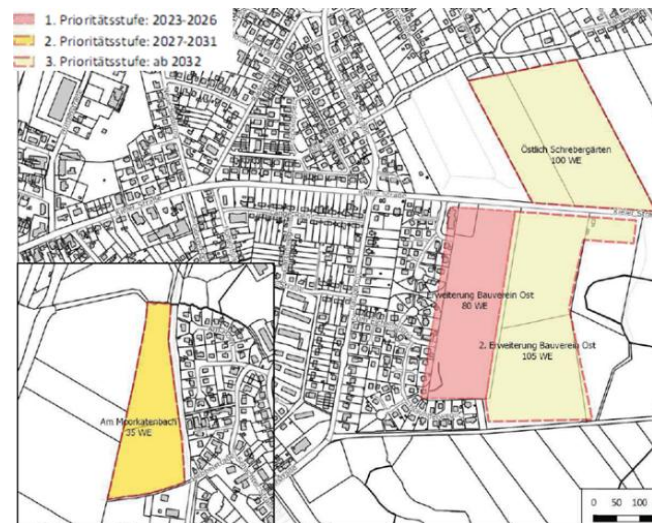 1. Prioritätsstufe: 2023-2026
2. Prioritätsstufe: 2027-2031
3. Prioritätsstufe: ab 2032
Östlich Schrebergärten
100 WE
Erweiterung Bauverein Ost
80 WE
2. Erweiterung Bauverein Ost
105 WE
Am Moorkatenbach
35 WE
0 50 100